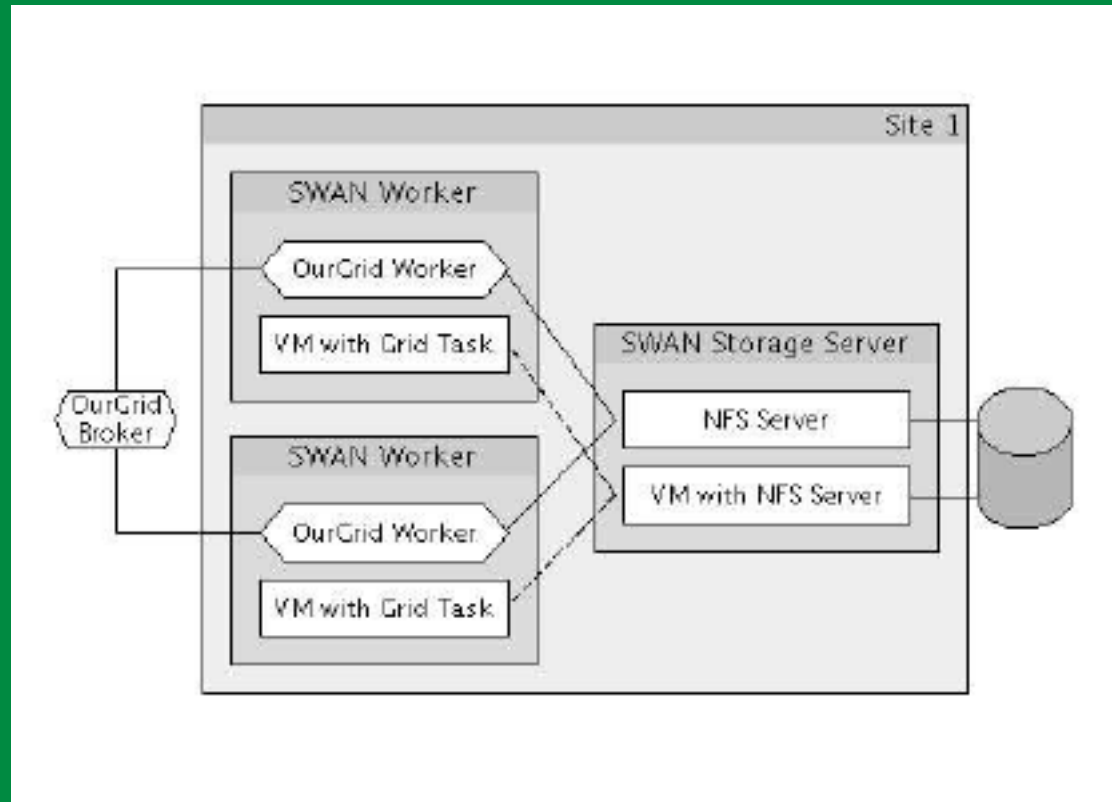 Site 1
SWAN Worker
OurGrid Worker
VM with Grid Task
SWAN Storage Server
OurGrid
Broker
NFS Server
SWAN Worker
VM with NFS Server
OurGrid Worker
VM with Grid Task